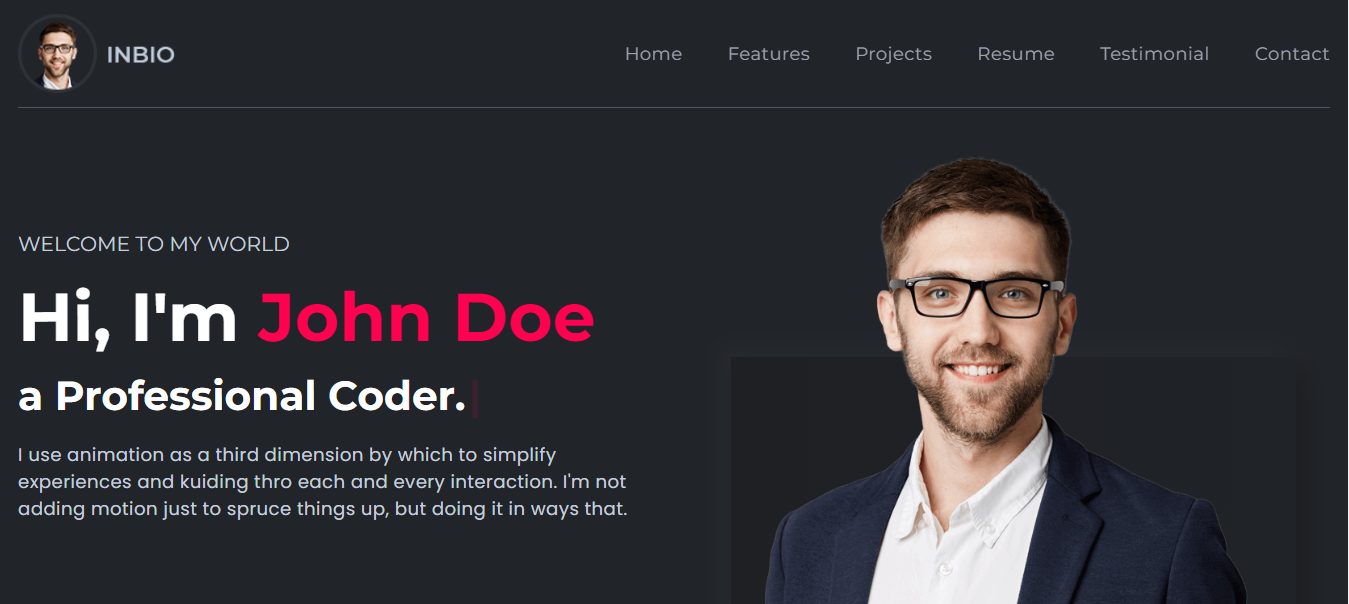 INBIO
Home Features Projects Resume Testimonial Contact
WELCOME TO MY WORLD
Hi, I'm John Doe
a Professional Coder.
I use animation as a third dimension by which to simplify
experiences and kuiding thro each and every interaction. I'm not
adding motion just to spruce things up, but doing it in ways that.